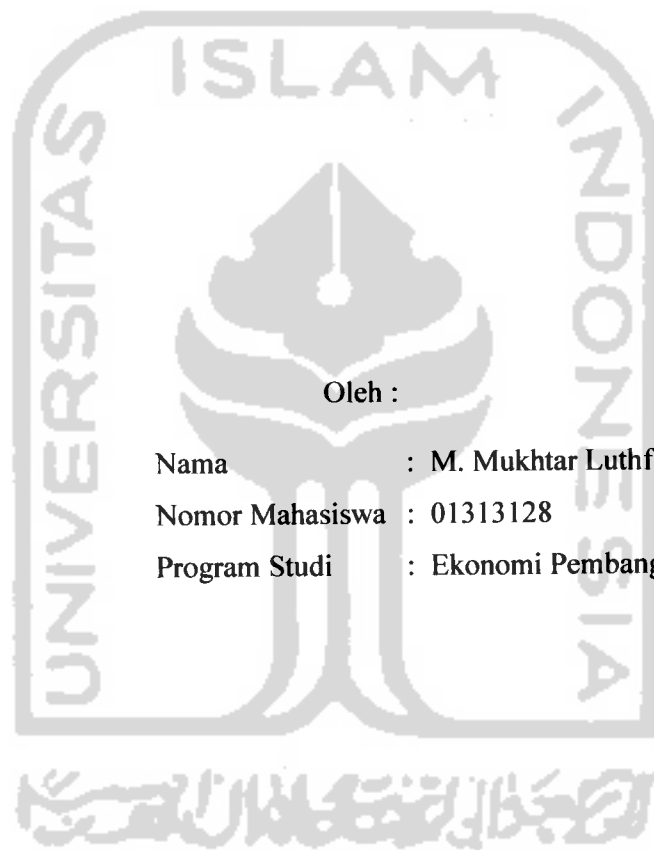 ISLAM
UNIVERSITAS
INDONESIA
Oleh :
Nama : M. Mukhtar Luthf
Nomor Mahasiswa : 01313128
Program Studi : Ekonomi Pembang